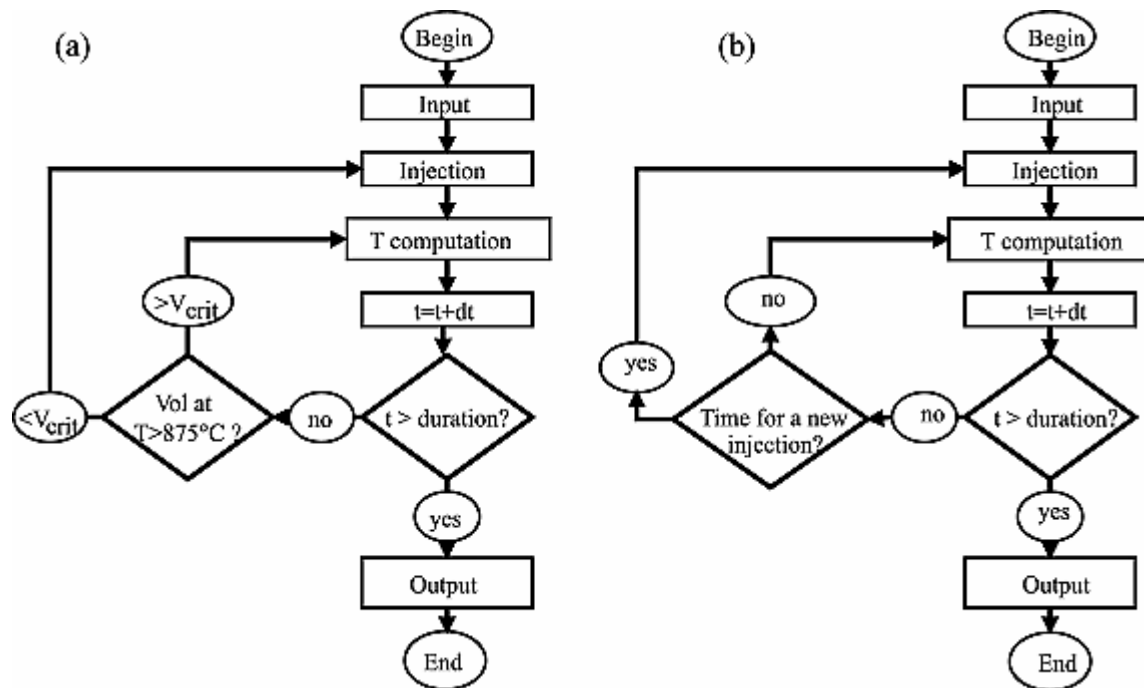 (a)
Begin
Input
Injection
T computation
t=t+dt
t > duration?
no
Vol at
T>875°C ?
>Vcrit
<Vcrit
yes
Output
End
(b)
Begin
Input
Injection
T computation
t=t+dt
t > duration?
no
Time for a new
injection?
no
yes
yes
Output
End